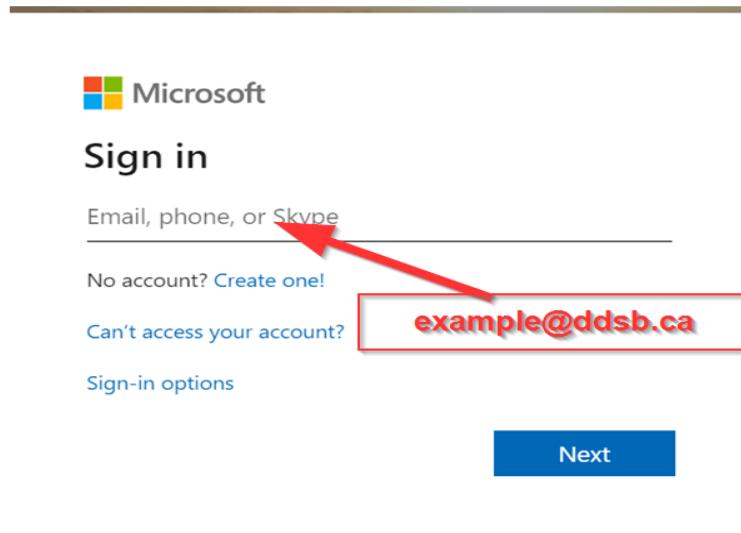 Microsoft
Sign in
Email, phone, or Skype
No account? Create one!
example@ddsb.ca
Can't access your account?
Sign-in options
Next